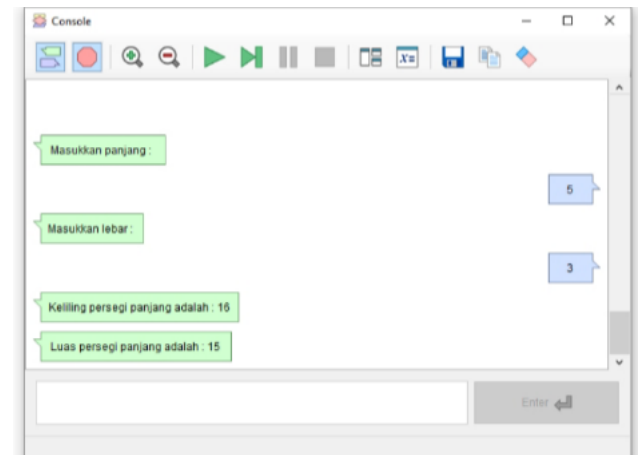 Console
Masukkan panjang :
5
Masukkan lebar :
3
Keliling persegi panjang adalah : 16
Luas persegi panjang adalah : 15
Enter